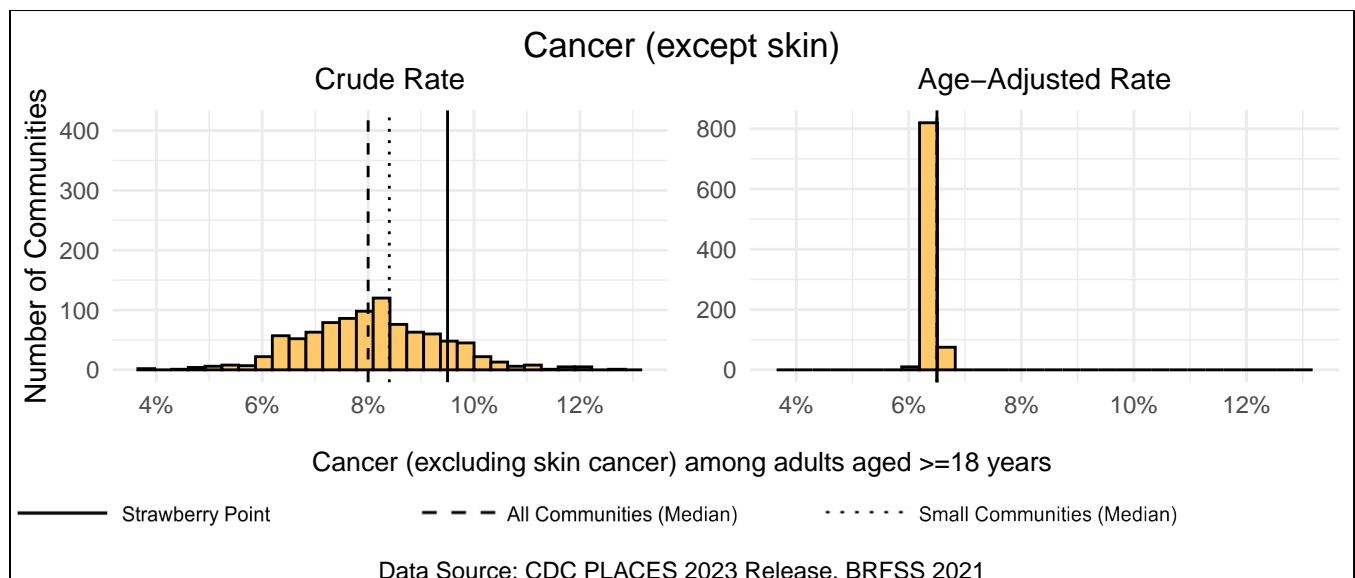 Cancer (except skin)
Crude Rate
Age−Adjusted Rate
Number of Communities
400
300
200
100
0
4% 6% 8% 10% 12%
800
600
400
200
0
4% 6% 8% 10% 12%
Cancer (excluding skin cancer) among adults aged >=18 years
Strawberry Point All Communities (Median) Small Communities (Median)
Data Source: CDC PLACES 2023 Release, BRFSS 2021